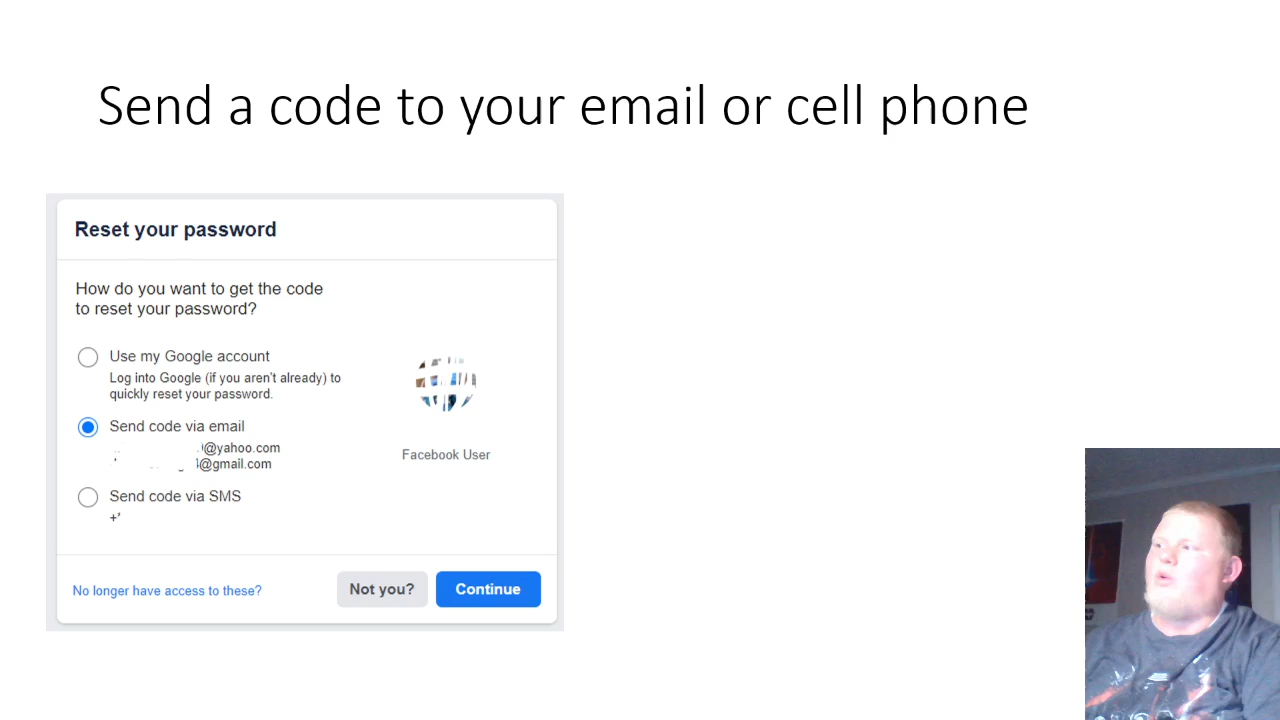 Send a code to your email or cell phone
Reset your password
How do you want to get the code
to reset your password?
Use my Google account
Log into Google (if you aren't already) to
quickly reset your password.
Send code via email
@yahoo.com
@gmail.com
Facebook User
Send code via SMS
+
No longer have access to these?
Not you?
Continue